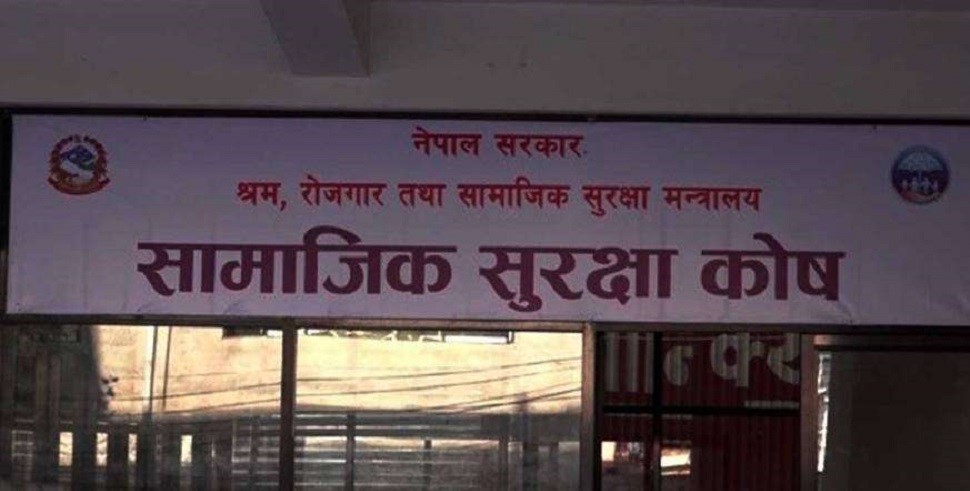 नेपाल सरकार
श्रम, रोजगार तथा सामाजिक सुरक्षा मन्त्रालय
सामाजिक सुरक्षा कोष